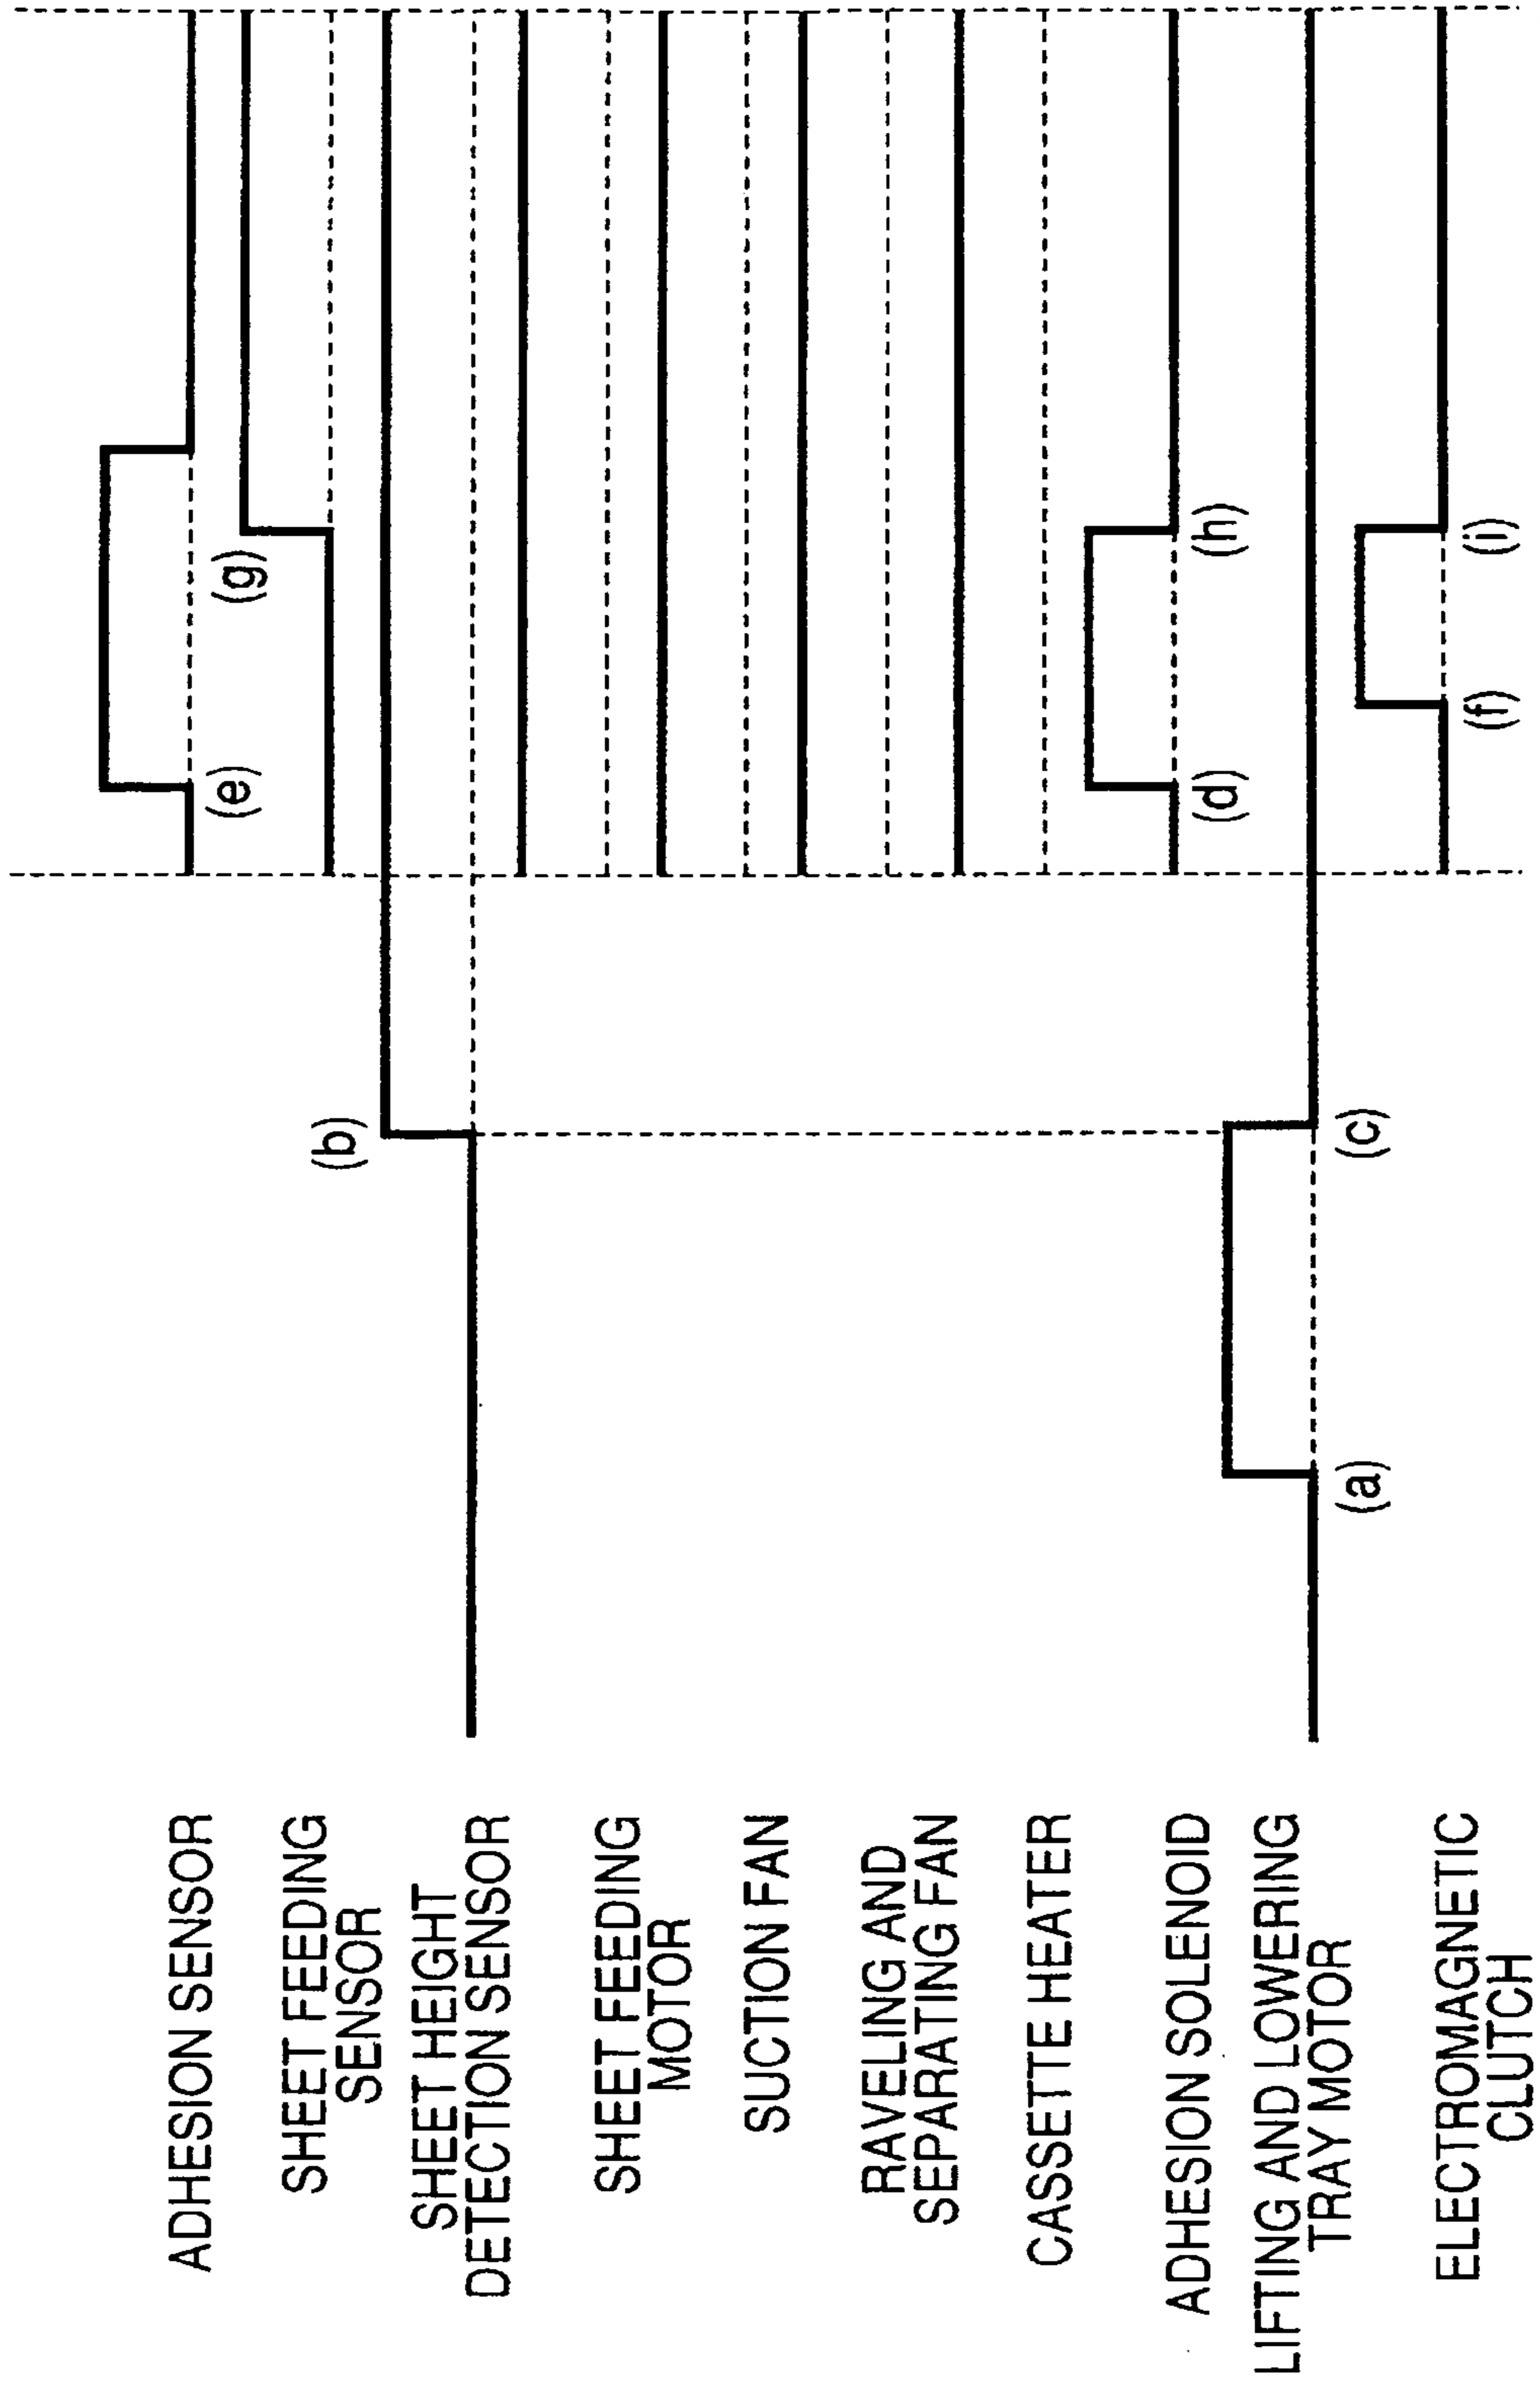 ADHESION SENSOR
(e)
SHEET FEEDING
SENSOR
(g)
SHEET HEIGHT
DETECTION SENSOR
(b)
SHEET FEEDING
MOTOR
SUCTION FAN
RAVELING AND
SEPARATING FAN
CASSETTE HEATER
ADHESION SOLENOID
(d)
(h)
LIFTING AND LOWERING
TRAY MOTOR
(a)
(c)
ELECTROMAGNETIC
CLUTCH
(f)
(i)